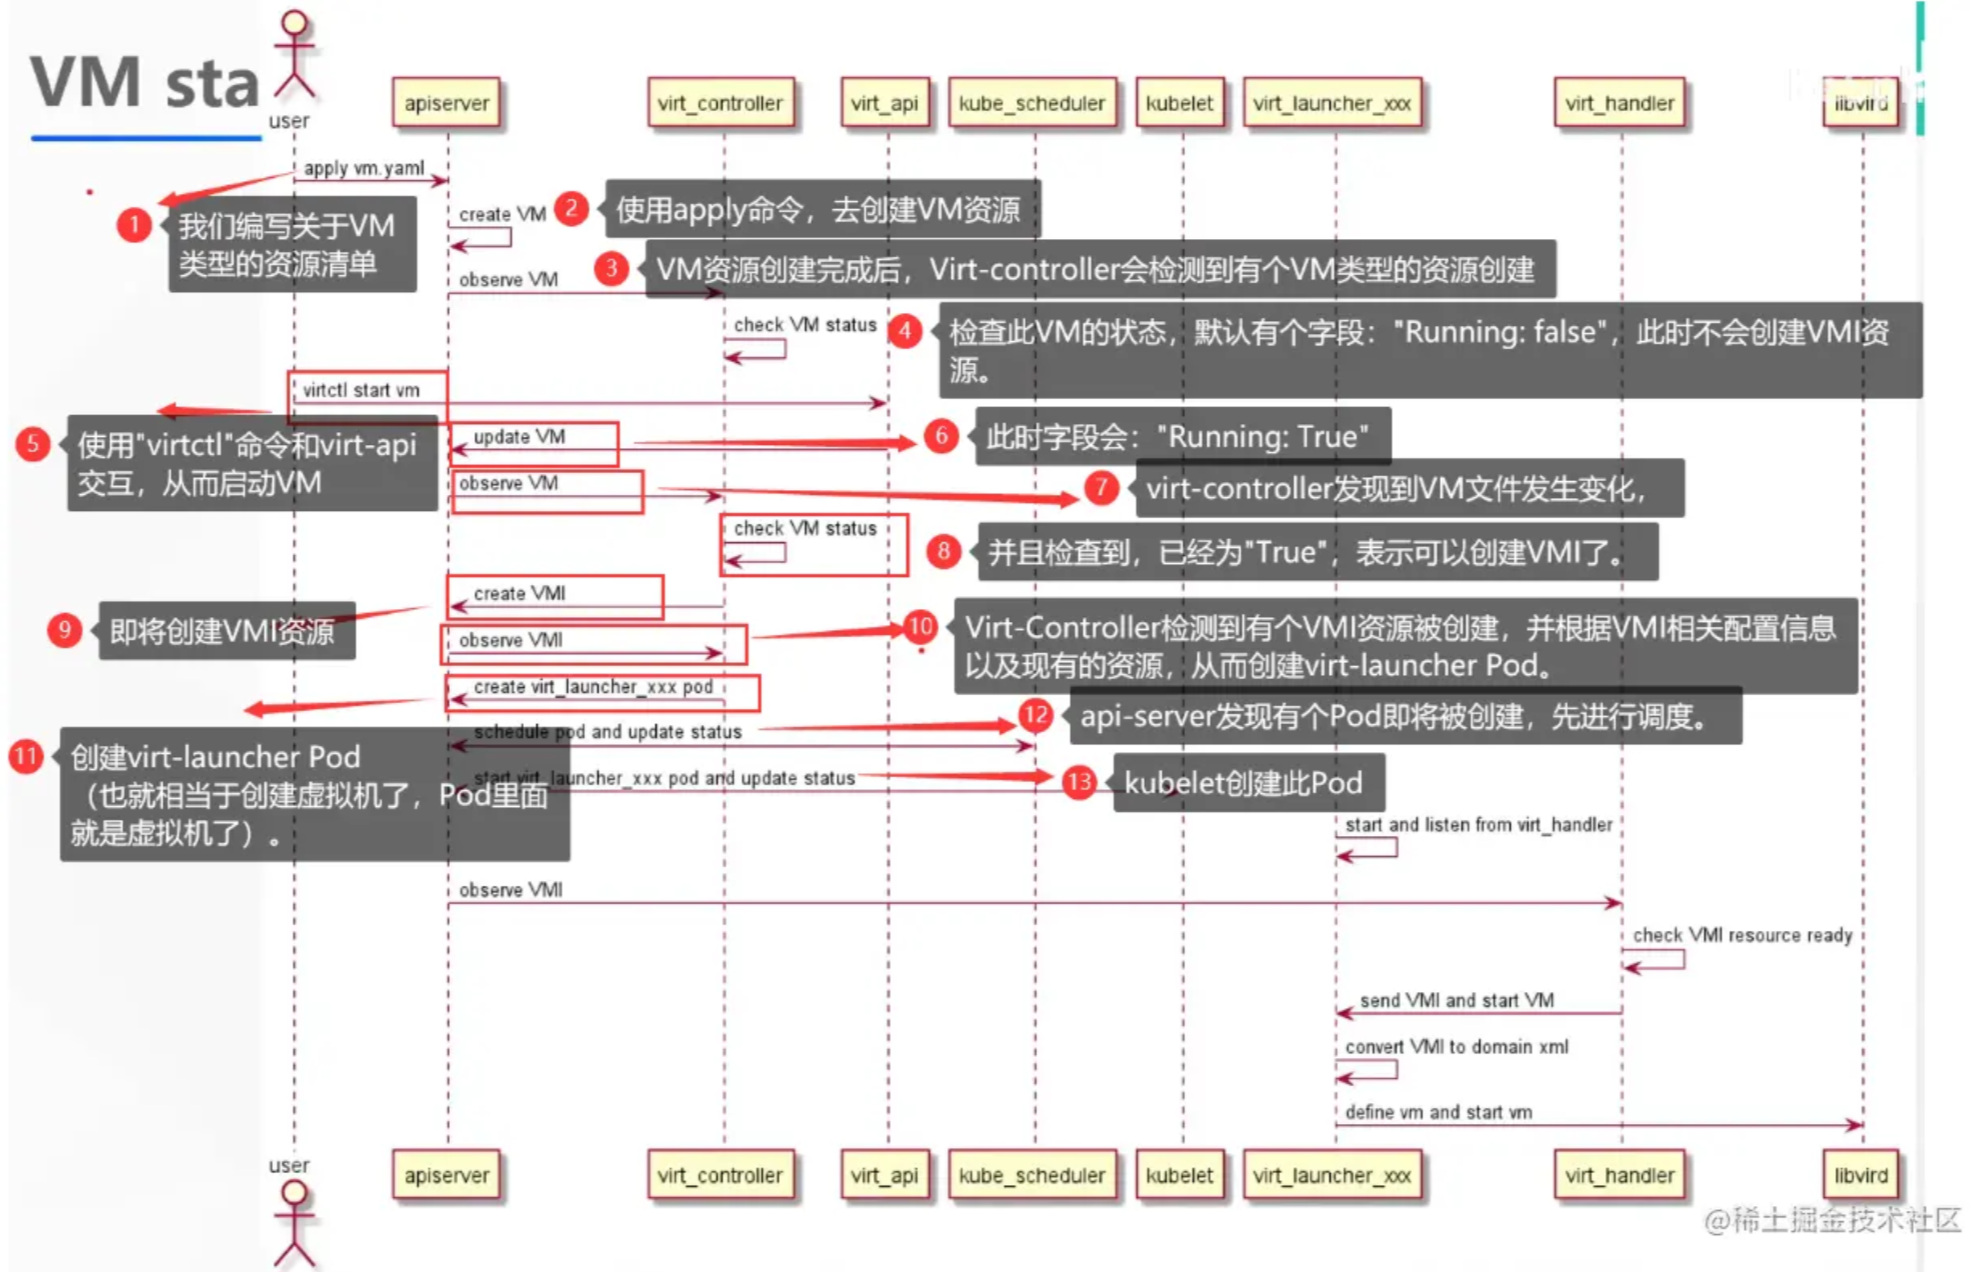 VM sta
user
apiserver
virt_controller
virt_api
kube_scheduler
kubelet
virt_launcher_xxx
virt_handler
libvird
apply vm.yaml
1
我们编写关于VM
类型的资源清单
create VM
2
使用apply命令，去创建VM资源
observe VM
3
VM资源创建完成后，Virt-controller会检测到有个VM类型的资源创建
check VM status
4
检查此VM的状态，默认有个字段："Running: false"，此时不会创建VMI资
源。
virtctl start vm
5
使用"virtctl"命令和virt-api
交互，从而启动VM
update VM
6
此时字段会："Running: True"
observe VM
7
virt-controller发现到VM文件发生变化，
check VM status
8
并且检查到，已经为"True"，表示可以创建VMI了。
create VMI
9
即将创建VMI资源
observe VMI
10
Virt-Controller检测到有个VMI资源被创建，并根据VMI相关配置信息
以及现有的资源，从而创建virt-launcher Pod。
create virt_launcher_xxx pod
11
创建virt-launcher Pod
（也就相当于创建虚拟机了，Pod里面
就是虚拟机了）。
schedule pod and update status
12
api-server发现有个Pod即将被创建，先进行调度。
start virt_launcher_xxx pod and update status
13
kubelet创建此Pod
start and listen from virt_handler
observe VMI
check VMI resource ready
send VMI and start VM
convert VMI to domain xml
define vm and start vm
user
apiserver
virt_controller
virt_api
kube_scheduler
kubelet
virt_launcher_xxx
virt_handler
libvird
@稀土掘金技术社区